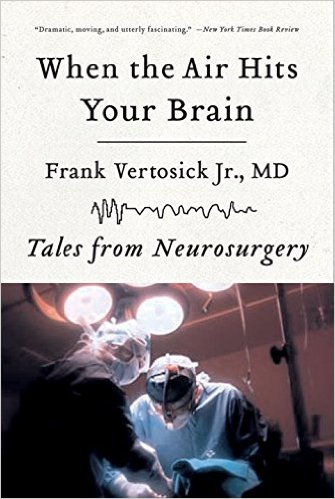 “Dramatic, moving, and utterly fascinating.” —New York Times Book Review
When the Air Hits
Your Brain
Frank Vertosick Jr., MD
Tales from Neurosurgery